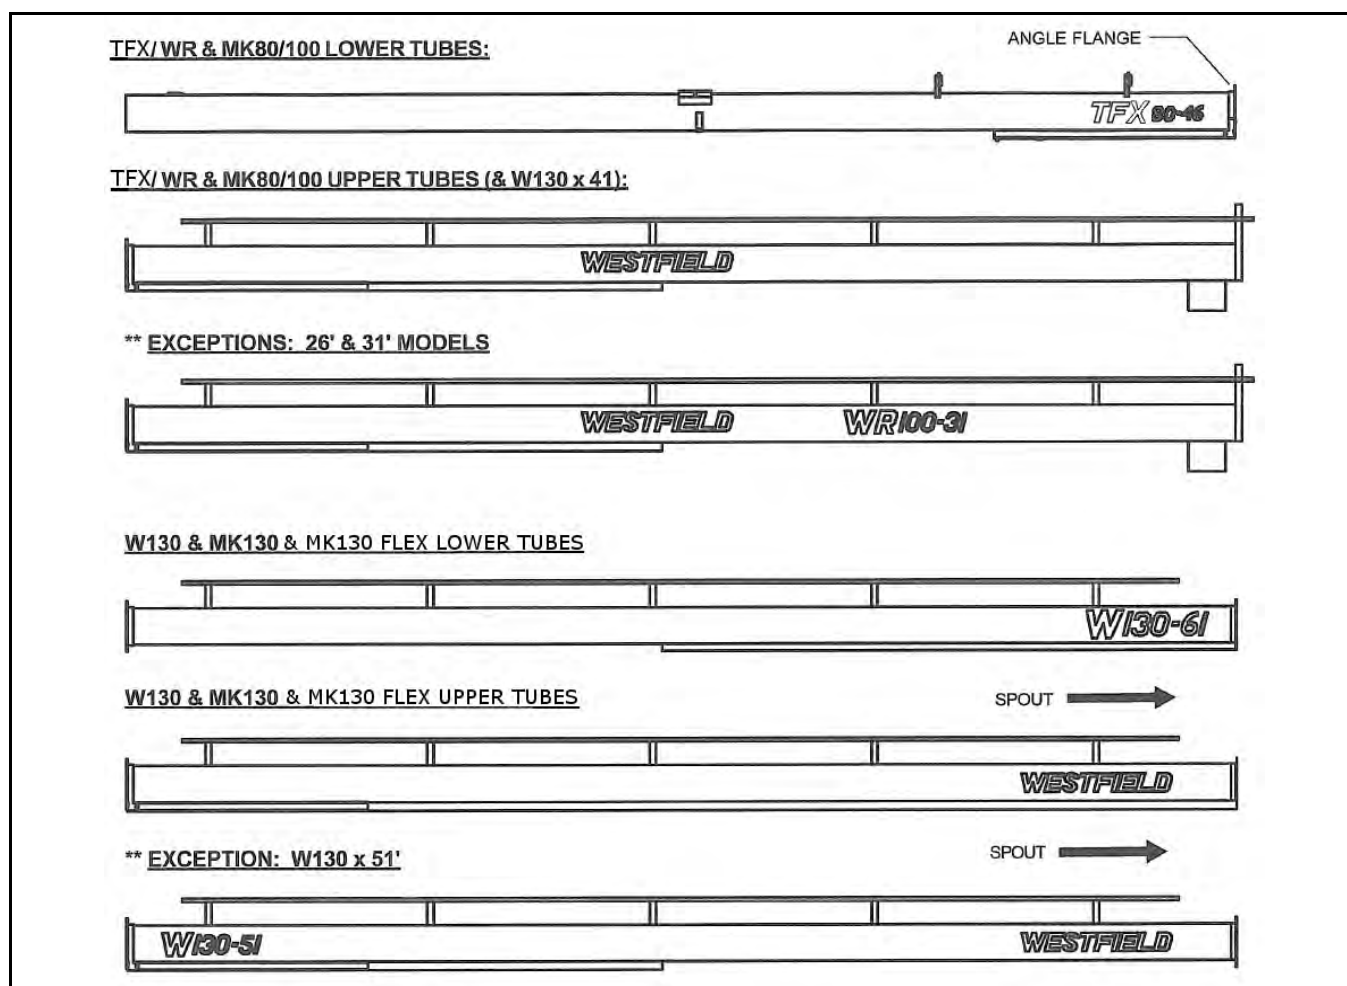 TFX/ WR & MK80/100 LOWER TUBES:
ANGLE FLANGE
TFX 80-46
TFX/ WR & MK80/100 UPPER TUBES (& W130 x 41):
WESTFIELD
** EXCEPTIONS: 26' & 31' MODELS
WESTFIELD WR100-31
W130 & MK130 & MK130 FLEX LOWER TUBES
W130-61
W130 & MK130 & MK130 FLEX UPPER TUBES
SPOUT
WESTFIELD
** EXCEPTION: W130 x 51'
SPOUT
W130-51 WESTFIELD